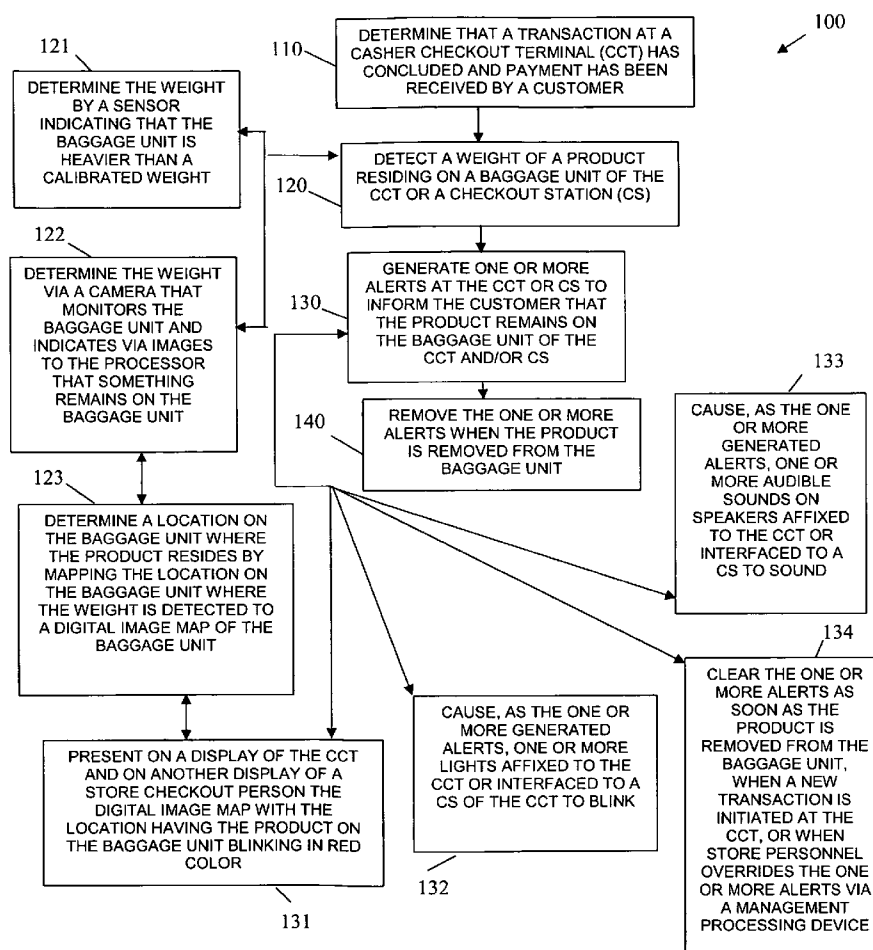 100
110
DETERMINE THAT A TRANSACTION AT A
CASHER CHECKOUT TERMINAL (CCT) HAS
CONCLUDED AND PAYMENT HAS BEEN
RECEIVED BY A CUSTOMER
121
DETERMINE THE WEIGHT
BY A SENSOR
INDICATING THAT THE
BAGGAGE UNIT IS
HEAVIER THAN A
CALIBRATED WEIGHT
120
DETECT A WEIGHT OF A PRODUCT
RESIDING ON A BAGGAGE UNIT OF THE
CCT OR A CHECKOUT STATION (CS)
122
DETERMINE THE WEIGHT
VIA A CAMERA THAT
MONITORS THE
BAGGAGE UNIT AND
INDICATES VIA IMAGES
TO THE PROCESSOR
THAT SOMETHING
REMAINS ON THE
BAGGAGE UNIT
130
GENERATE ONE OR MORE
ALERTS AT THE CCT OR CS TO
INFORM THE CUSTOMER THAT
THE PRODUCT REMAINS ON
THE BAGGAGE UNIT OF THE
CCT AND/OR CS
140
REMOVE THE ONE OR MORE
ALERTS WHEN THE PRODUCT
IS REMOVED FROM THE
BAGGAGE UNIT
133
CAUSE, AS THE ONE
OR MORE
GENERATED
ALERTS, ONE OR
MORE AUDIBLE
SOUNDS ON
SPEAKERS AFFIXED
TO THE CCT OR
INTERFACED TO A
CS TO SOUND
123
DETERMINE A LOCATION ON
THE BAGGAGE UNIT WHERE
THE PRODUCT RESIDES BY
MAPPING THE LOCATION ON
THE BAGGAGE UNIT WHERE
THE WEIGHT IS DETECTED TO
A DIGITAL IMAGE MAP OF THE
BAGGAGE UNIT
134
CLEAR THE ONE OR
MORE ALERTS AS
SOON AS THE
PRODUCT IS
REMOVED FROM THE
BAGGAGE UNIT,
WHEN A NEW
TRANSACTION IS
INITIATED AT THE
CCT, OR WHEN
STORE PERSONNEL
OVERRIDES THE ONE
OR MORE ALERTS VIA
A MANAGEMENT
PROCESSING DEVICE
PRESENT ON A DISPLAY OF THE CCT
AND ON ANOTHER DISPLAY OF A
STORE CHECKOUT PERSON THE
DIGITAL IMAGE MAP WITH THE
LOCATION HAVING THE PRODUCT ON
THE BAGGAGE UNIT BLINKING IN RED
COLOR
131
CAUSE, AS THE ONE OR
MORE GENERATED
ALERTS, ONE OR MORE
LIGHTS AFFIXED TO THE
CCT OR INTERFACED TO A
CS OF THE CCT TO BLINK
132